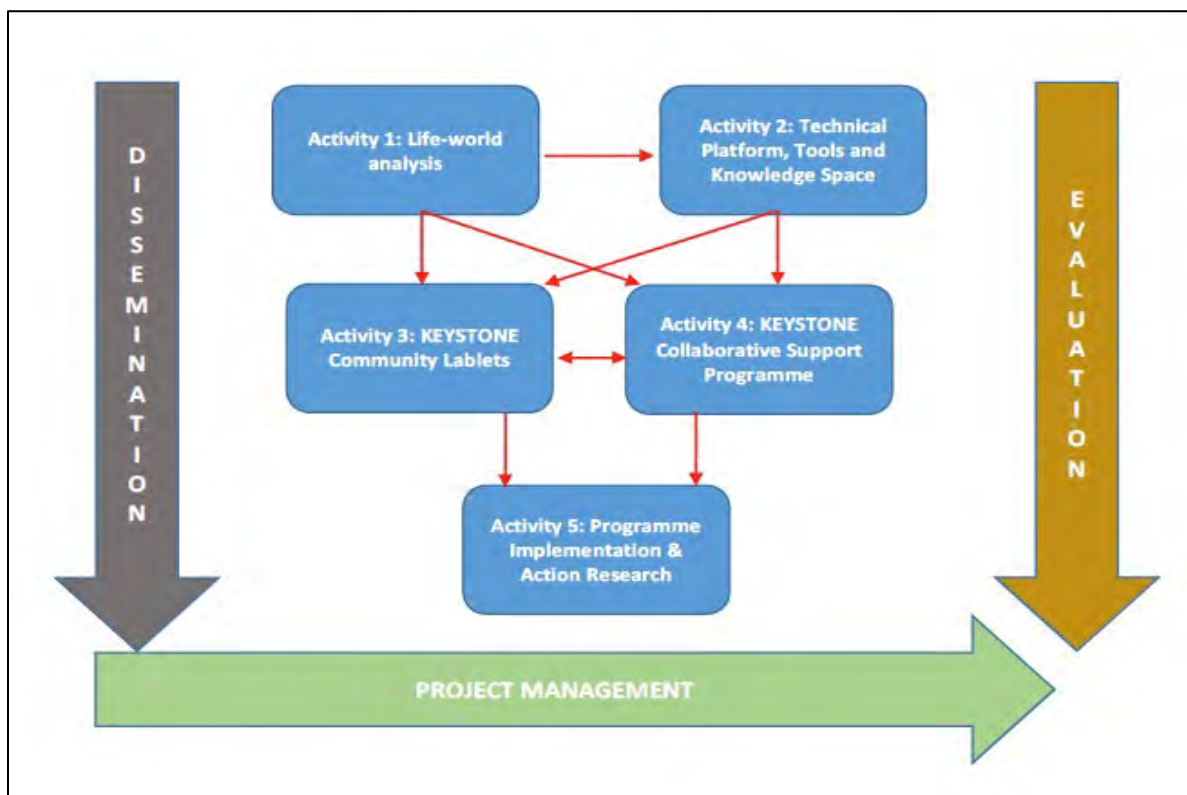 DISSEMINATION
Activity 1: Life-world
analysis
Activity 2: Technical
Platform, Tools and
Knowledge Space
EVALUATION
Activity 3: KEYSTONE
Community Lablets
Activity 4: KEYSTONE
Collaborative Support
Programme
Activity 5: Programme
Implementation &
Action Research
PROJECT MANAGEMENT